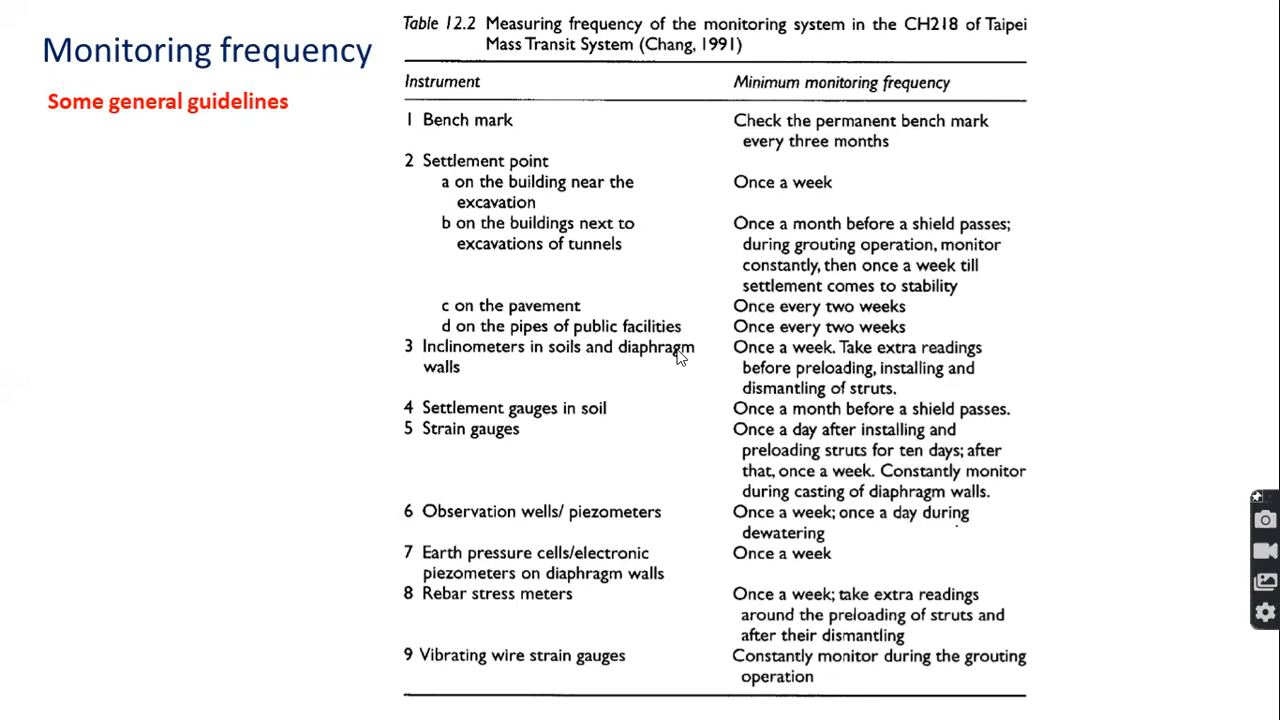 Monitoring frequency
Some general guidelines
Table 12.2 Measuring frequency of the monitoring system in the CH218 of Taipei
Mass Transit System (Chang, 1991)
Instrument Minimum monitoring frequency
1 Bench mark Check the permanent bench mark
every three months
2 Settlement point
a on the building near the Once a week
excavation
b on the buildings next to Once a month before a shield passes;
excavations of tunnels during grouting operation, monitor
constantly, then once a week till
settlement comes to stability
c on the pavement Once every two weeks
d on the pipes of public facilities Once every two weeks
3 Inclinometers in soils and diaphragm Once a week. Take extra readings
walls before preloading, installing and
dismantling of struts.
4 Settlement gauges in soil Once a month before a shield passes.
5 Strain gauges Once a day after installing and
preloading struts for ten days; after
that, once a week. Constantly monitor
during casting of diaphragm walls.
6 Observation wells/ piezometers Once a week; once a day during
dewatering
7 Earth pressure cells/electronic Once a week
piezometers on diaphragm walls
8 Rebar stress meters Once a week; take extra readings
around the preloading of struts and
after their dismantling
9 Vibrating wire strain gauges Constantly monitor during the grouting
operation